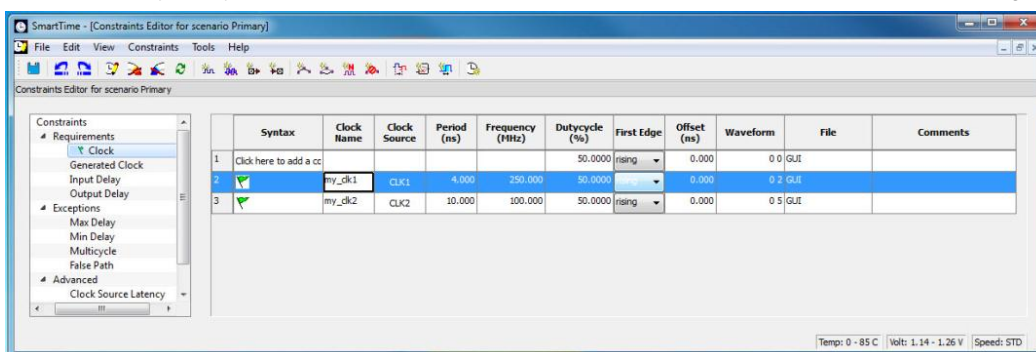 SmartTime - [Constraints Editor for scenario Primary]
File Edit View Constraints Tools Help
Constraints Editor for scenario Primary
Constraints
Requirements
Clock
Generated Clock
Input Delay
Output Delay
Exceptions
Max Delay
Min Delay
Multicycle
False Path
Advanced
Clock Source Latency
Syntax Clock Name Clock Source Period (ns) Frequency (MHz) Dutycycle (%) First Edge Offset (ns) Waveform File Comments
1 Click here to add a cc 50.0000 rising 0.000 0 0 GUI
2 my_clk1 CLK1 4.000 250.000 50.0000 rising 0.000 0 2 GUI
3 my_clk2 CLK2 10.000 100.000 50.0000 rising 0.000 0 5 GUI
Temp: 0 - 85 C Volt: 1.14 - 1.26 V Speed: STD